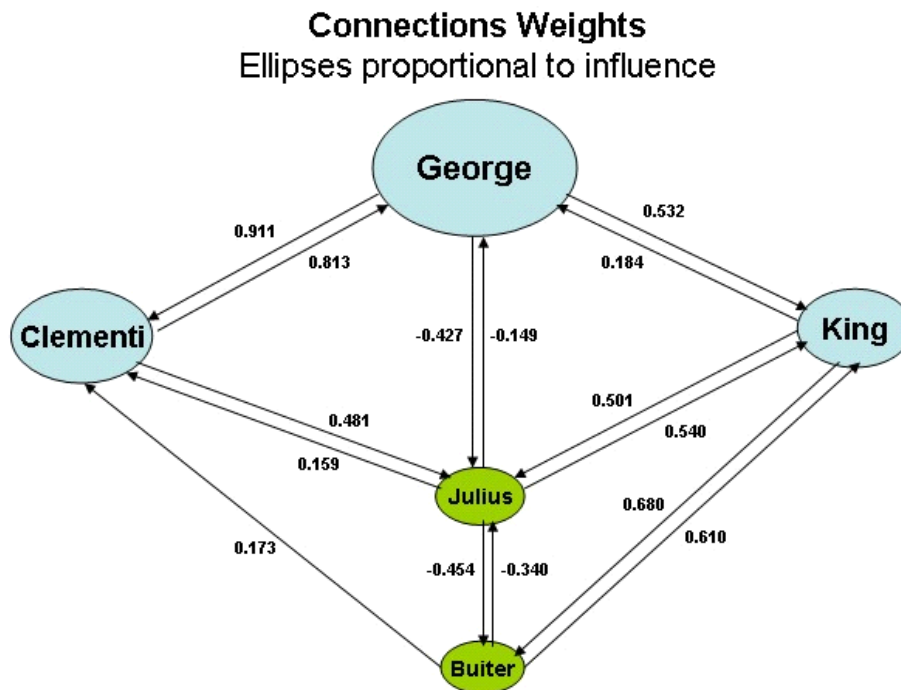 Connections Weights
Ellipses proportional to influence
George
0.911
0.532
0.813
0.184
Clementi
King
-0.427
-0.149
0.481
0.501
0.159
0.540
Julius
0.680
0.173
0.610
-0.454
-0.340
Buiter